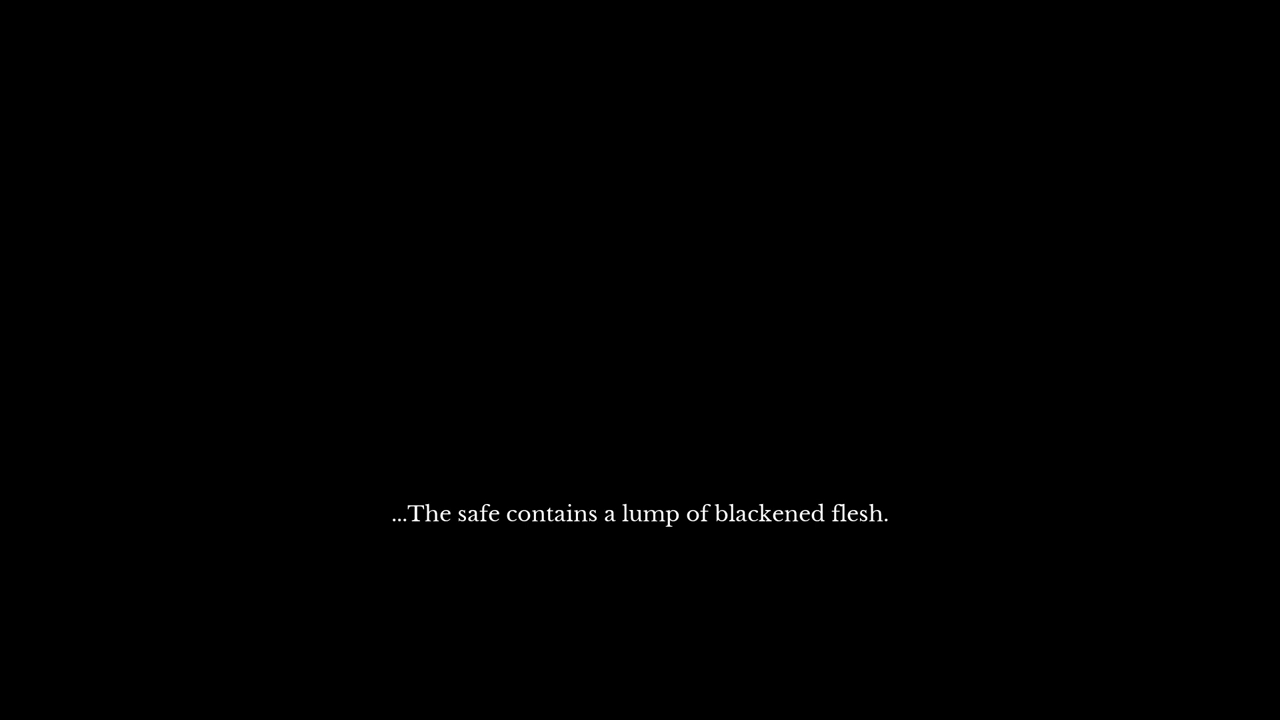 ...The safe contains a lump of blackened flesh.